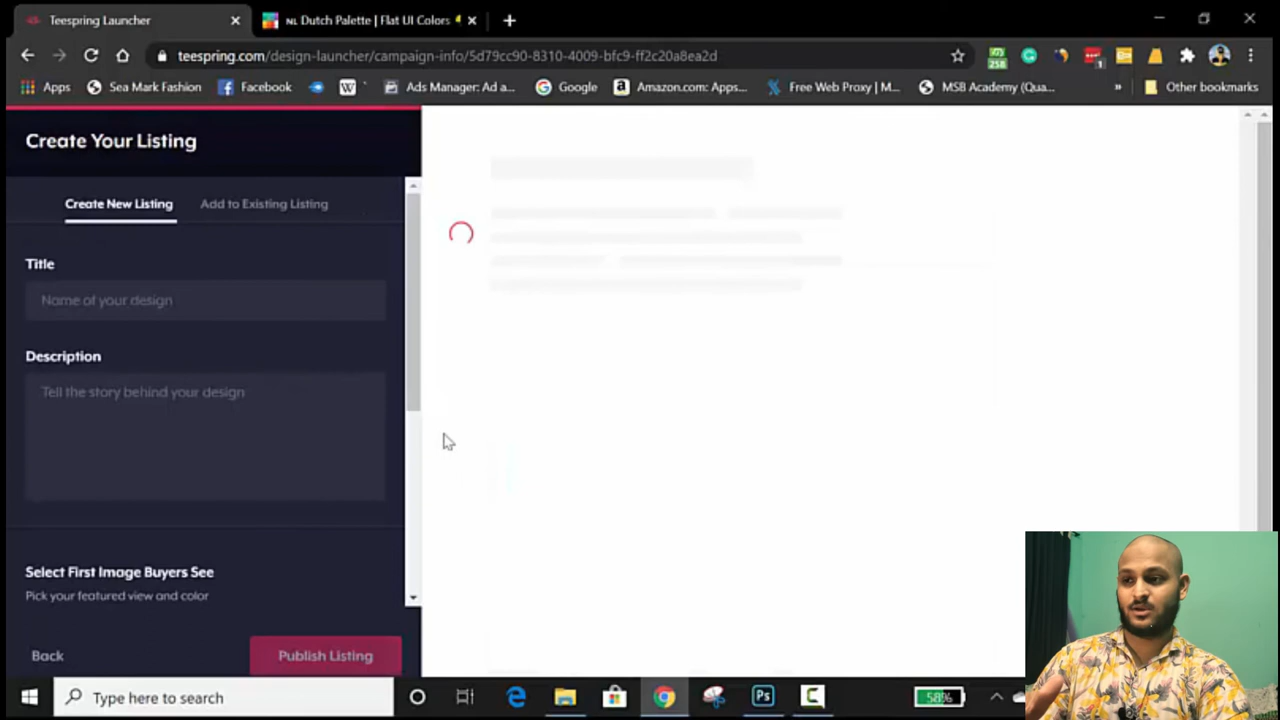 Teespring Launcher
NL Dutch Palette | Flat UI Colors
teespring.com/design-launcher/campaign-info/5d79cc90-8310-4009-bfc9-ff2c20a8ea2d
258
1
Apps
Sea Mark Fashion
Facebook
W
Ads Manager: Ad a...
Google
Amazon.com: Apps...
Free Web Proxy | M...
MSB Academy (Qua...
»
Other bookmarks
Create Your Listing
Create New Listing
Add to Existing Listing
Title
Name of your design
Description
Tell the story behind your design
Select First Image Buyers See
Pick your featured view and color
Back
Publish Listing
Type here to search
Ps
58%